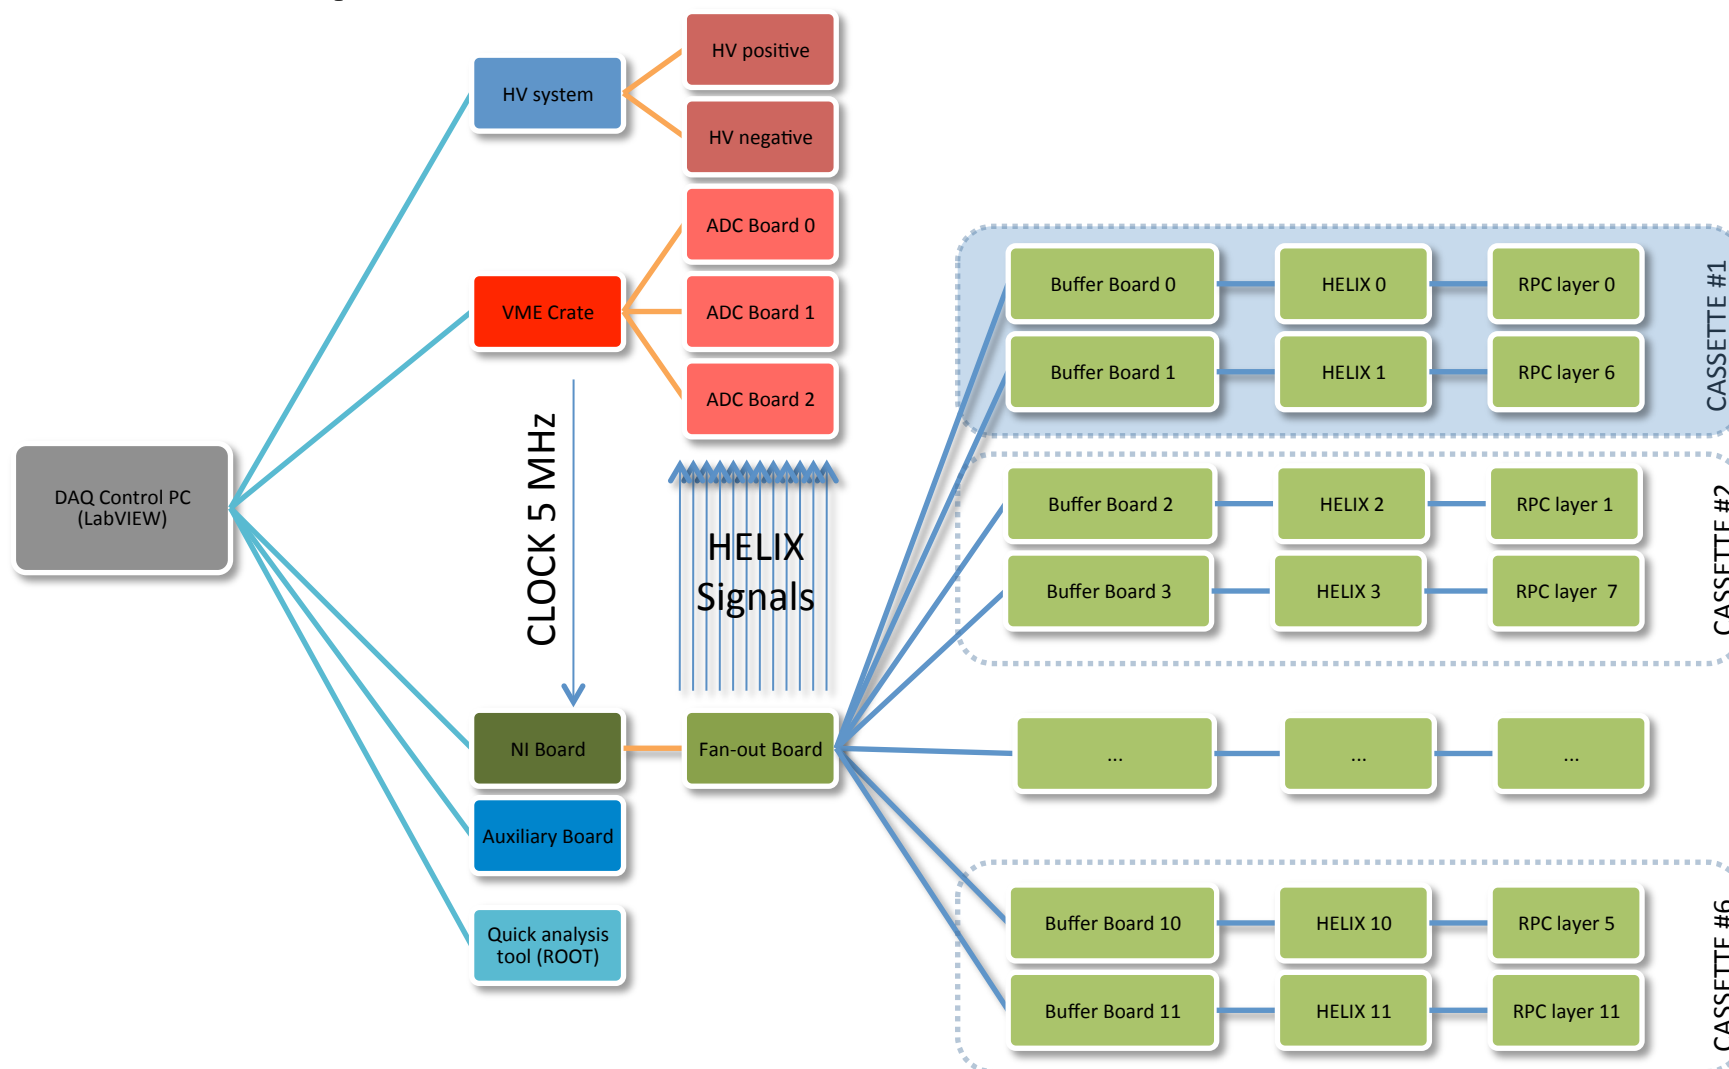 HV positive
HV system
HV negative
ADC Board 0
VME Crate
ADC Board 1
ADC Board 2
CLOCK 5 MHz
DAQ Control PC
(LabVIEW)
HELIX
Signals
NI Board
Fan-out Board
Auxiliary Board
Quick analysis
tool (ROOT)
Buffer Board 0
HELIX 0
RPC layer 0
Buffer Board 1
HELIX 1
RPC layer 6
CASSETTE #1
Buffer Board 2
HELIX 2
RPC layer 1
Buffer Board 3
HELIX 3
RPC layer 7
CASSETTE #2
...
...
...
Buffer Board 10
HELIX 10
RPC layer 5
Buffer Board 11
HELIX 11
RPC layer 11
CASSETTE #6